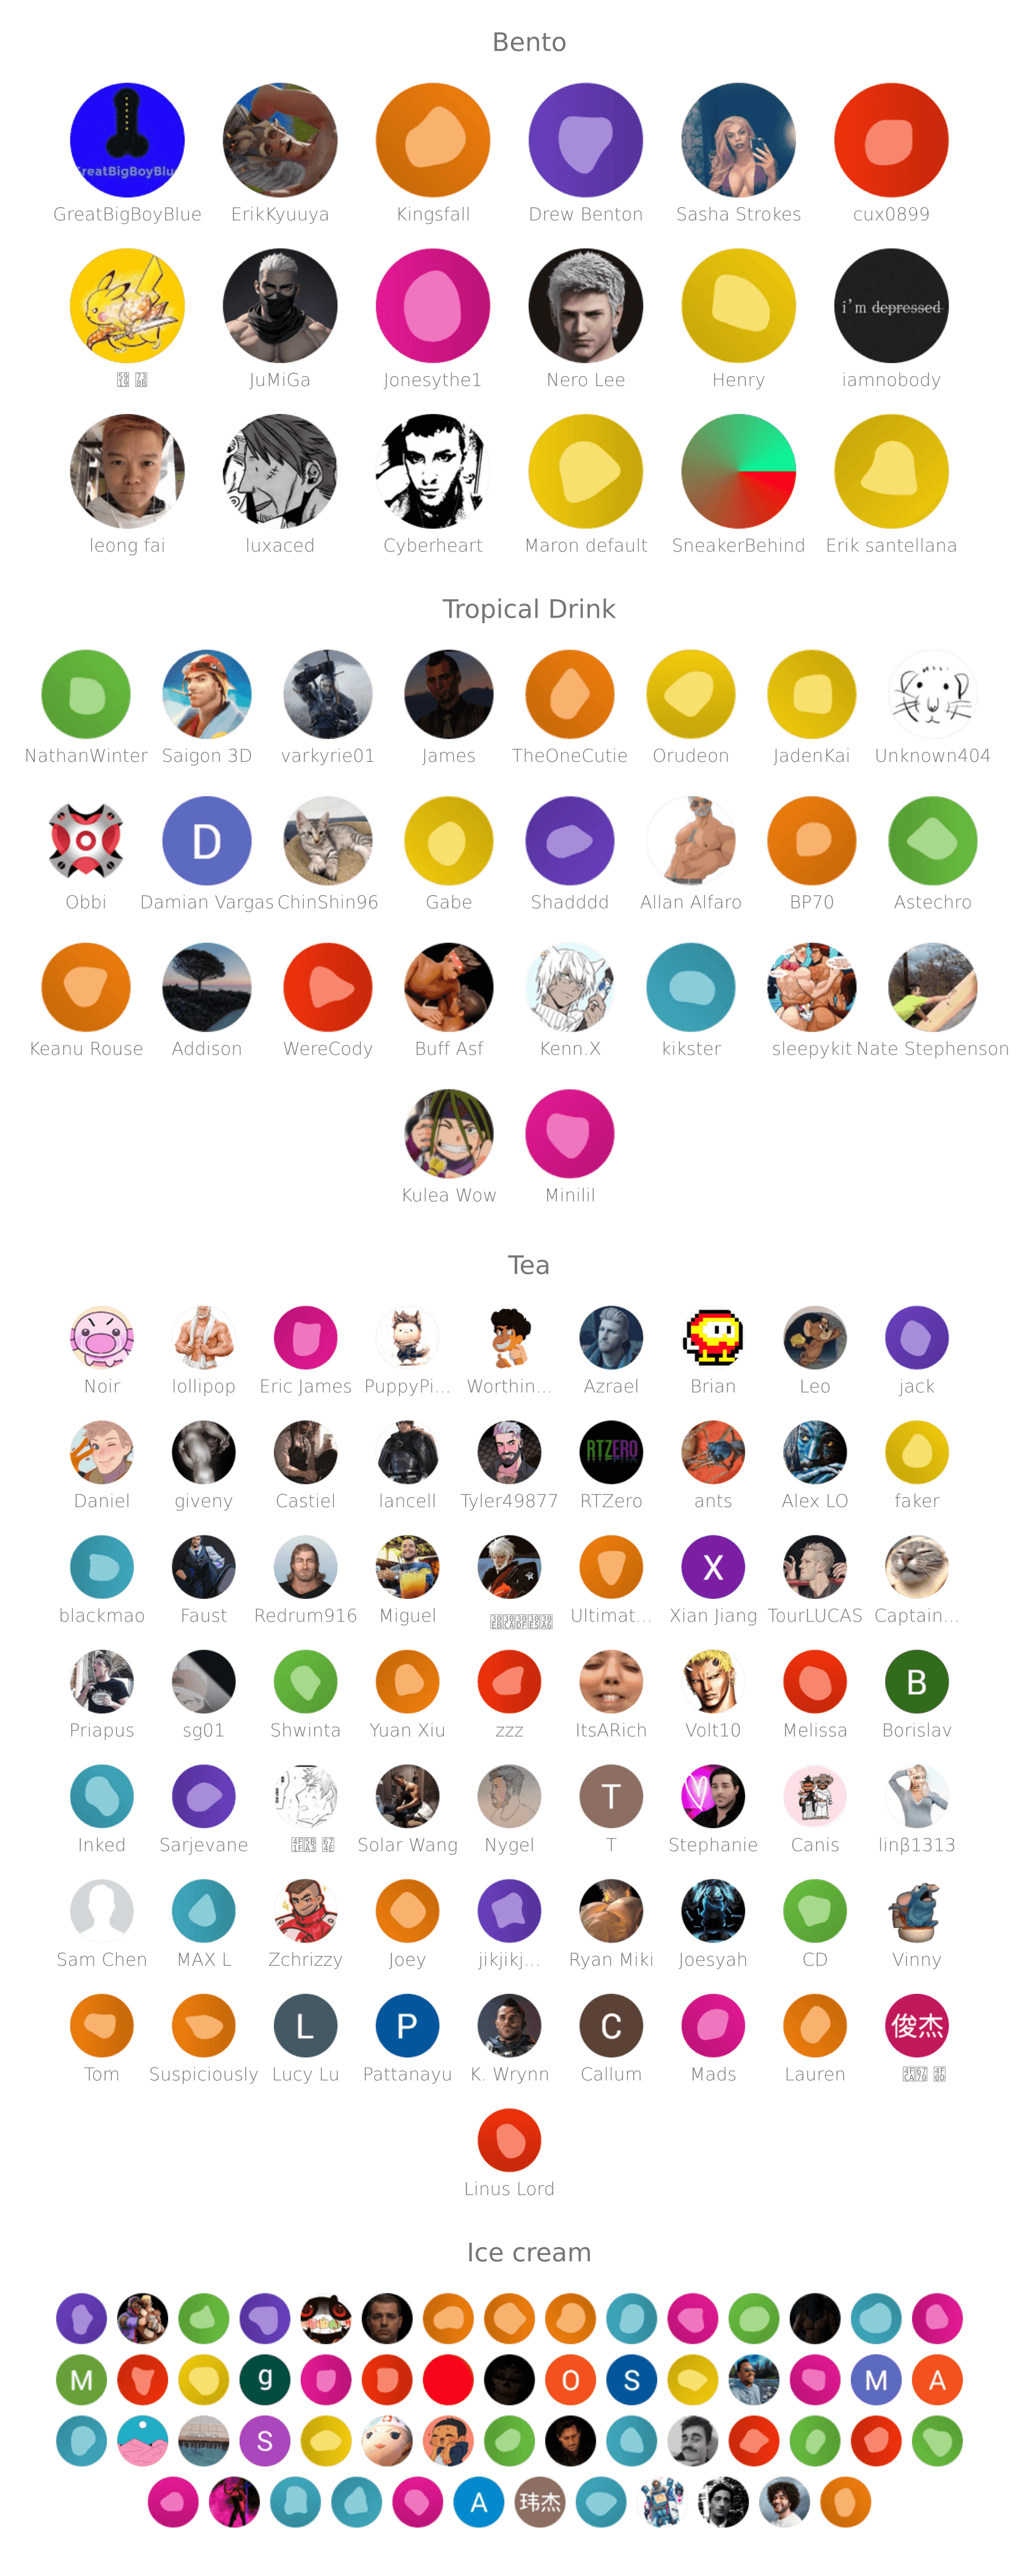 Bento
GreatBigBoyBlu
GreatBigBoyBlue ErikKyuuya Kingsfall Drew Benton Sasha Strokes cux0899
i'm depressed
JuMiGa Jonesythe1 Nero Lee Henry iamnobody
leong fai luxaced Cyberheart Maron default SneakerBehind Erik santellana
Tropical Drink
NathanWinter Saigon 3D varkyrie01 James TheOneCutie Orudeon JadenKai Unknown404
D
Obbi Damian Vargas ChinShin96 Gabe Shadddd Allan Alfaro BP70 Astechro
Keanu Rouse Addison WereCody Buff Asf Kenn.X kikster sleepykit Nate Stephenson
Kulea Wow Minilil
Tea
Noir lollipop Eric James PuppyPi... Worthin... Azrael Brian Leo jack
RTZERO
Daniel giveny Castiel lancell Tyler49877 RTZero ants Alex LO faker
X
blackmao Faust Redrum916 Miguel Ultimat... Xian Jiang TourLUCAS Captain...
B
Priapus sg01 Shwinta Yuan Xiu zzz ItsARich Volt10 Melissa Borislav
T
Inked Sarjevane Solar Wang Nygel T Stephanie Canis linβ1313
Sam Chen MAX L Zchrizzy Joey jikjikj... Ryan Miki Joesyah CD Vinny
L P C 俊杰
Tom Suspiciously Lucy Lu Pattanayu K. Wrynn Callum Mads Lauren
Linus Lord
Ice cream
M g O S M A
S
A 玮杰